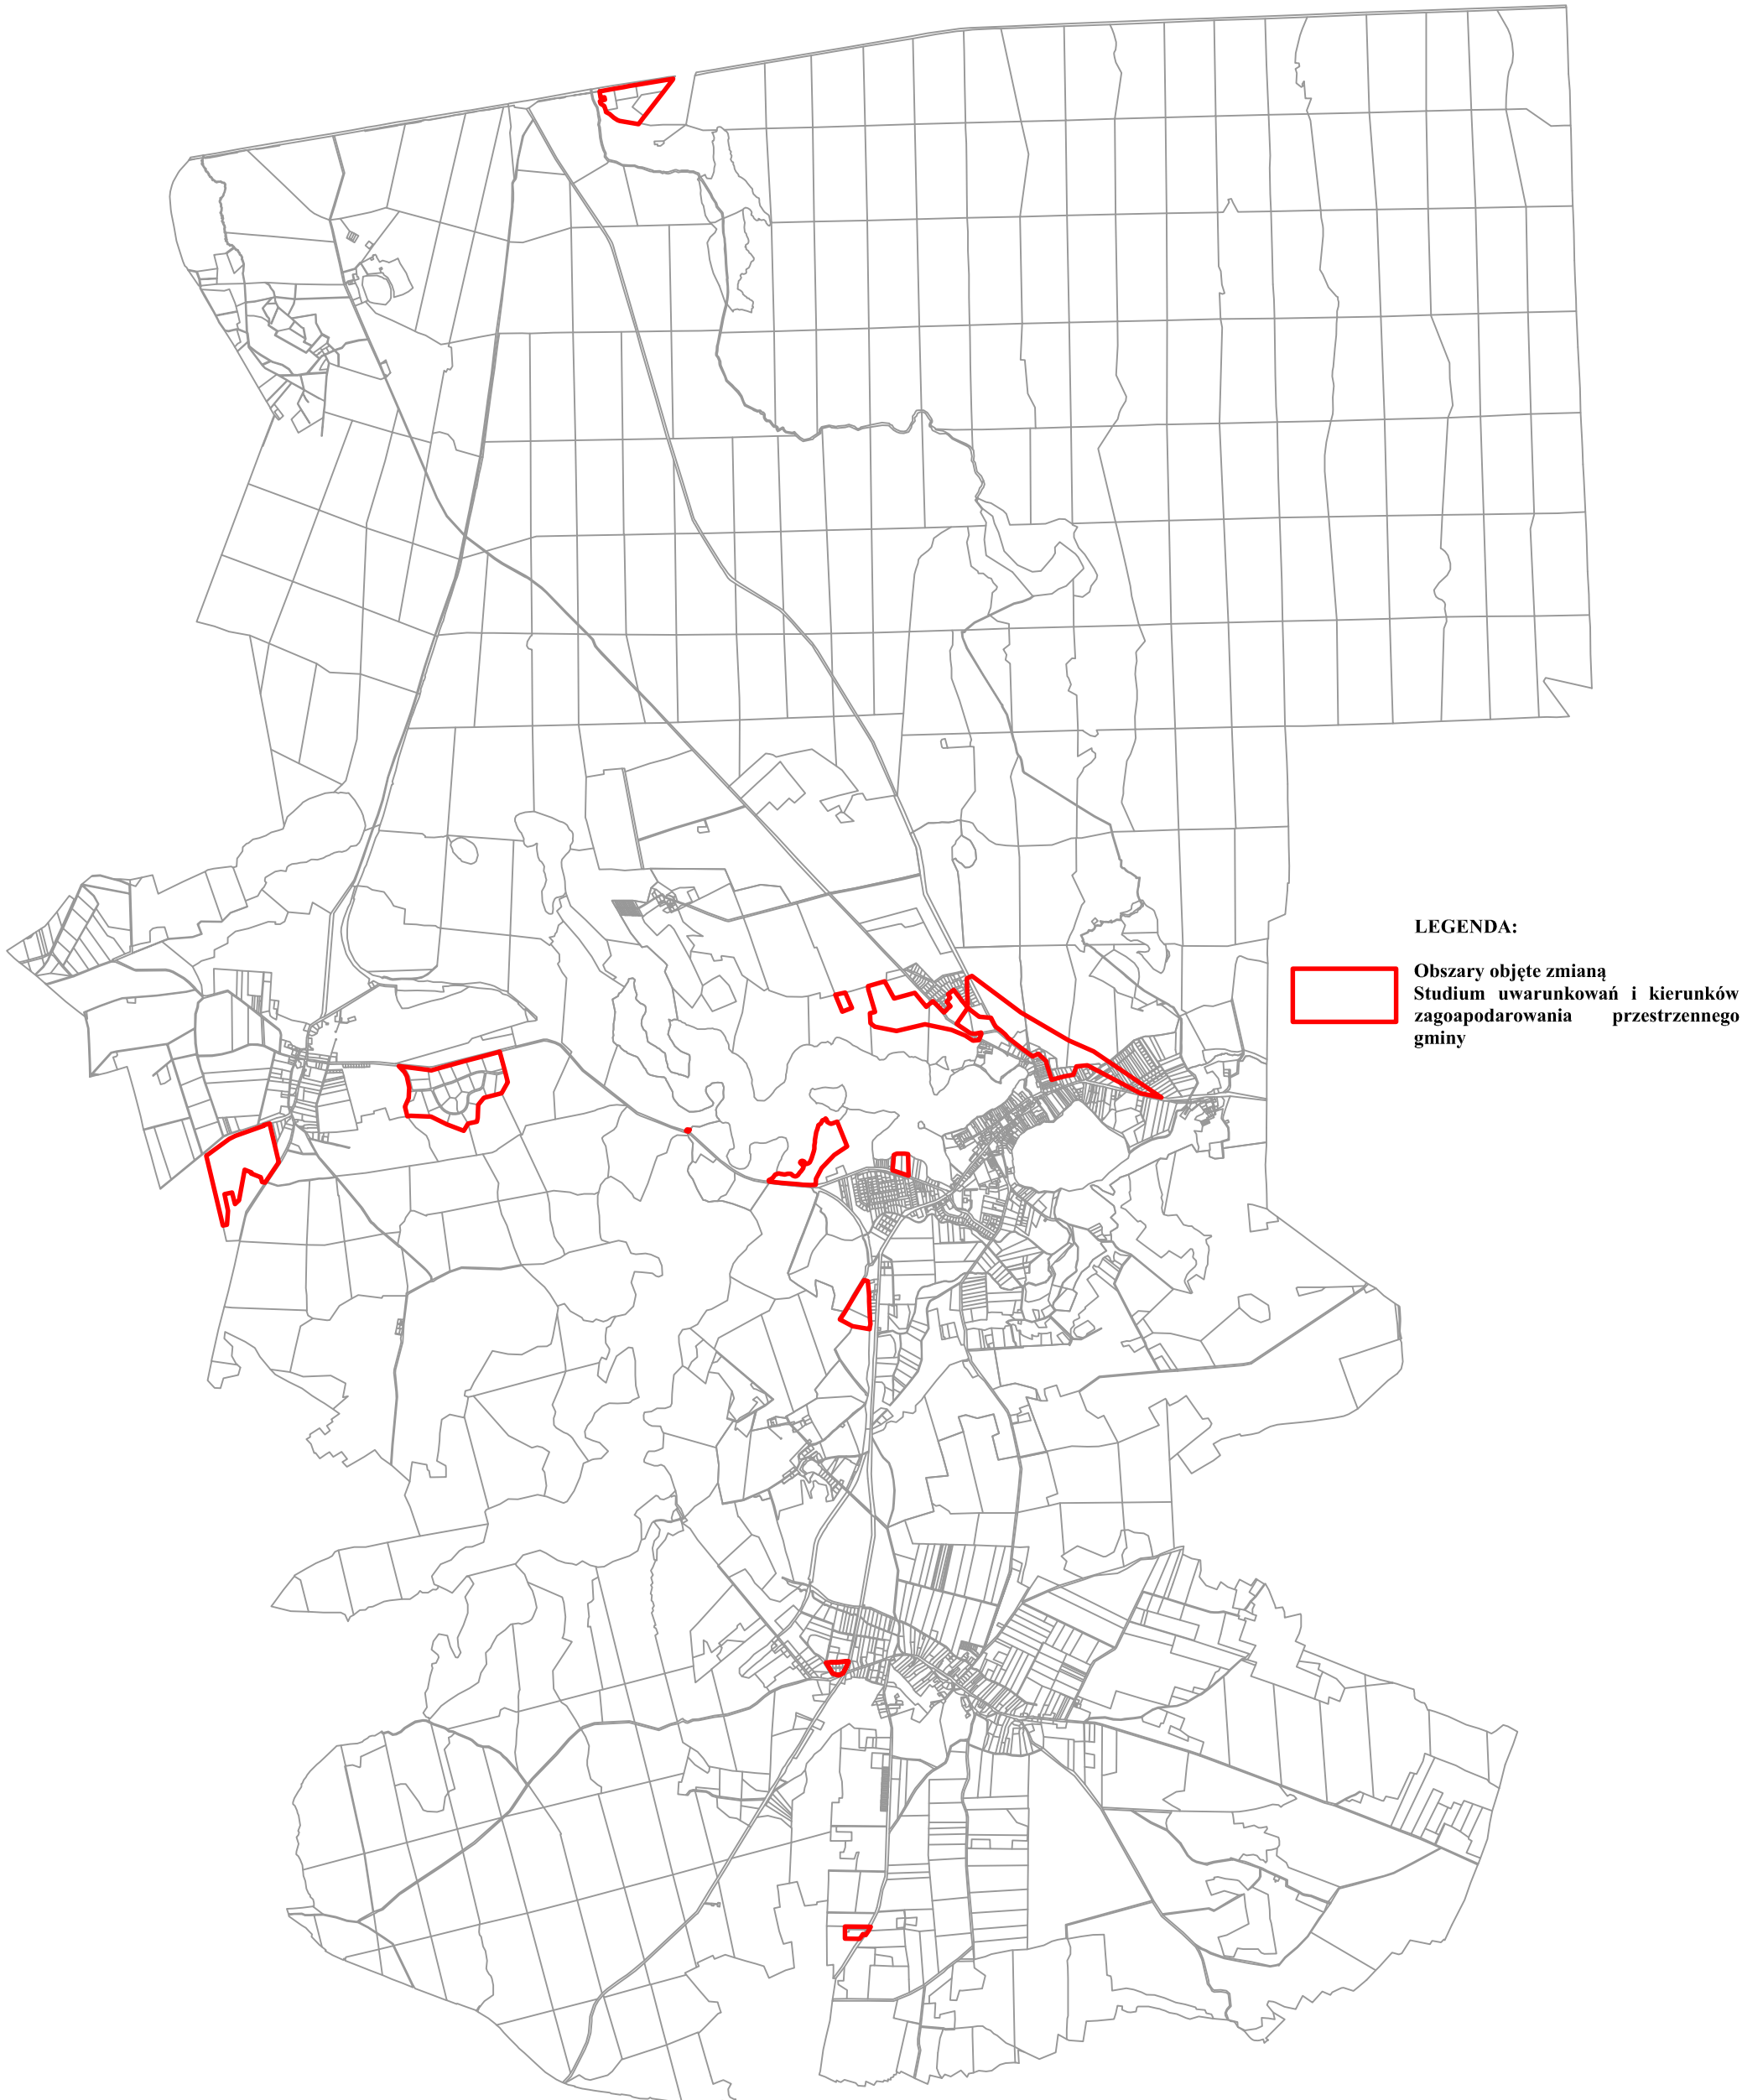 LEGENDA:
Obszary objęte zmianą
Studium uwarunkowań i kierunków
zagoapodarowania przestrzennego
gminy